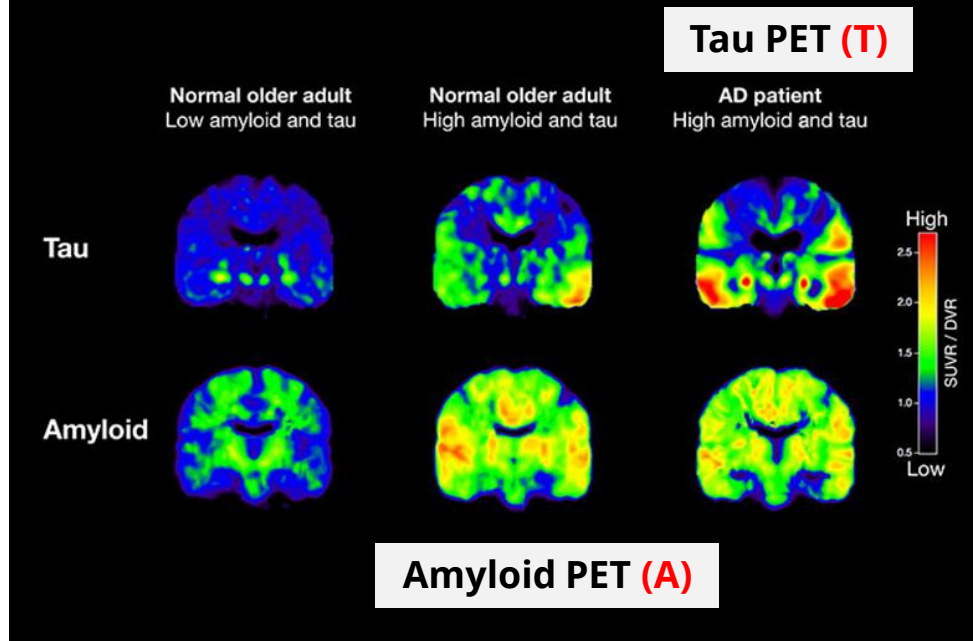 Tau PET (T)
Normal older adult
Low amyloid and tau
Normal older adult
High amyloid and tau
AD patient
High amyloid and tau
Tau
Amyloid
High
2.5
2.0
1.5
1.0
0.5
Low
SUVR / DVR
Amyloid PET (A)